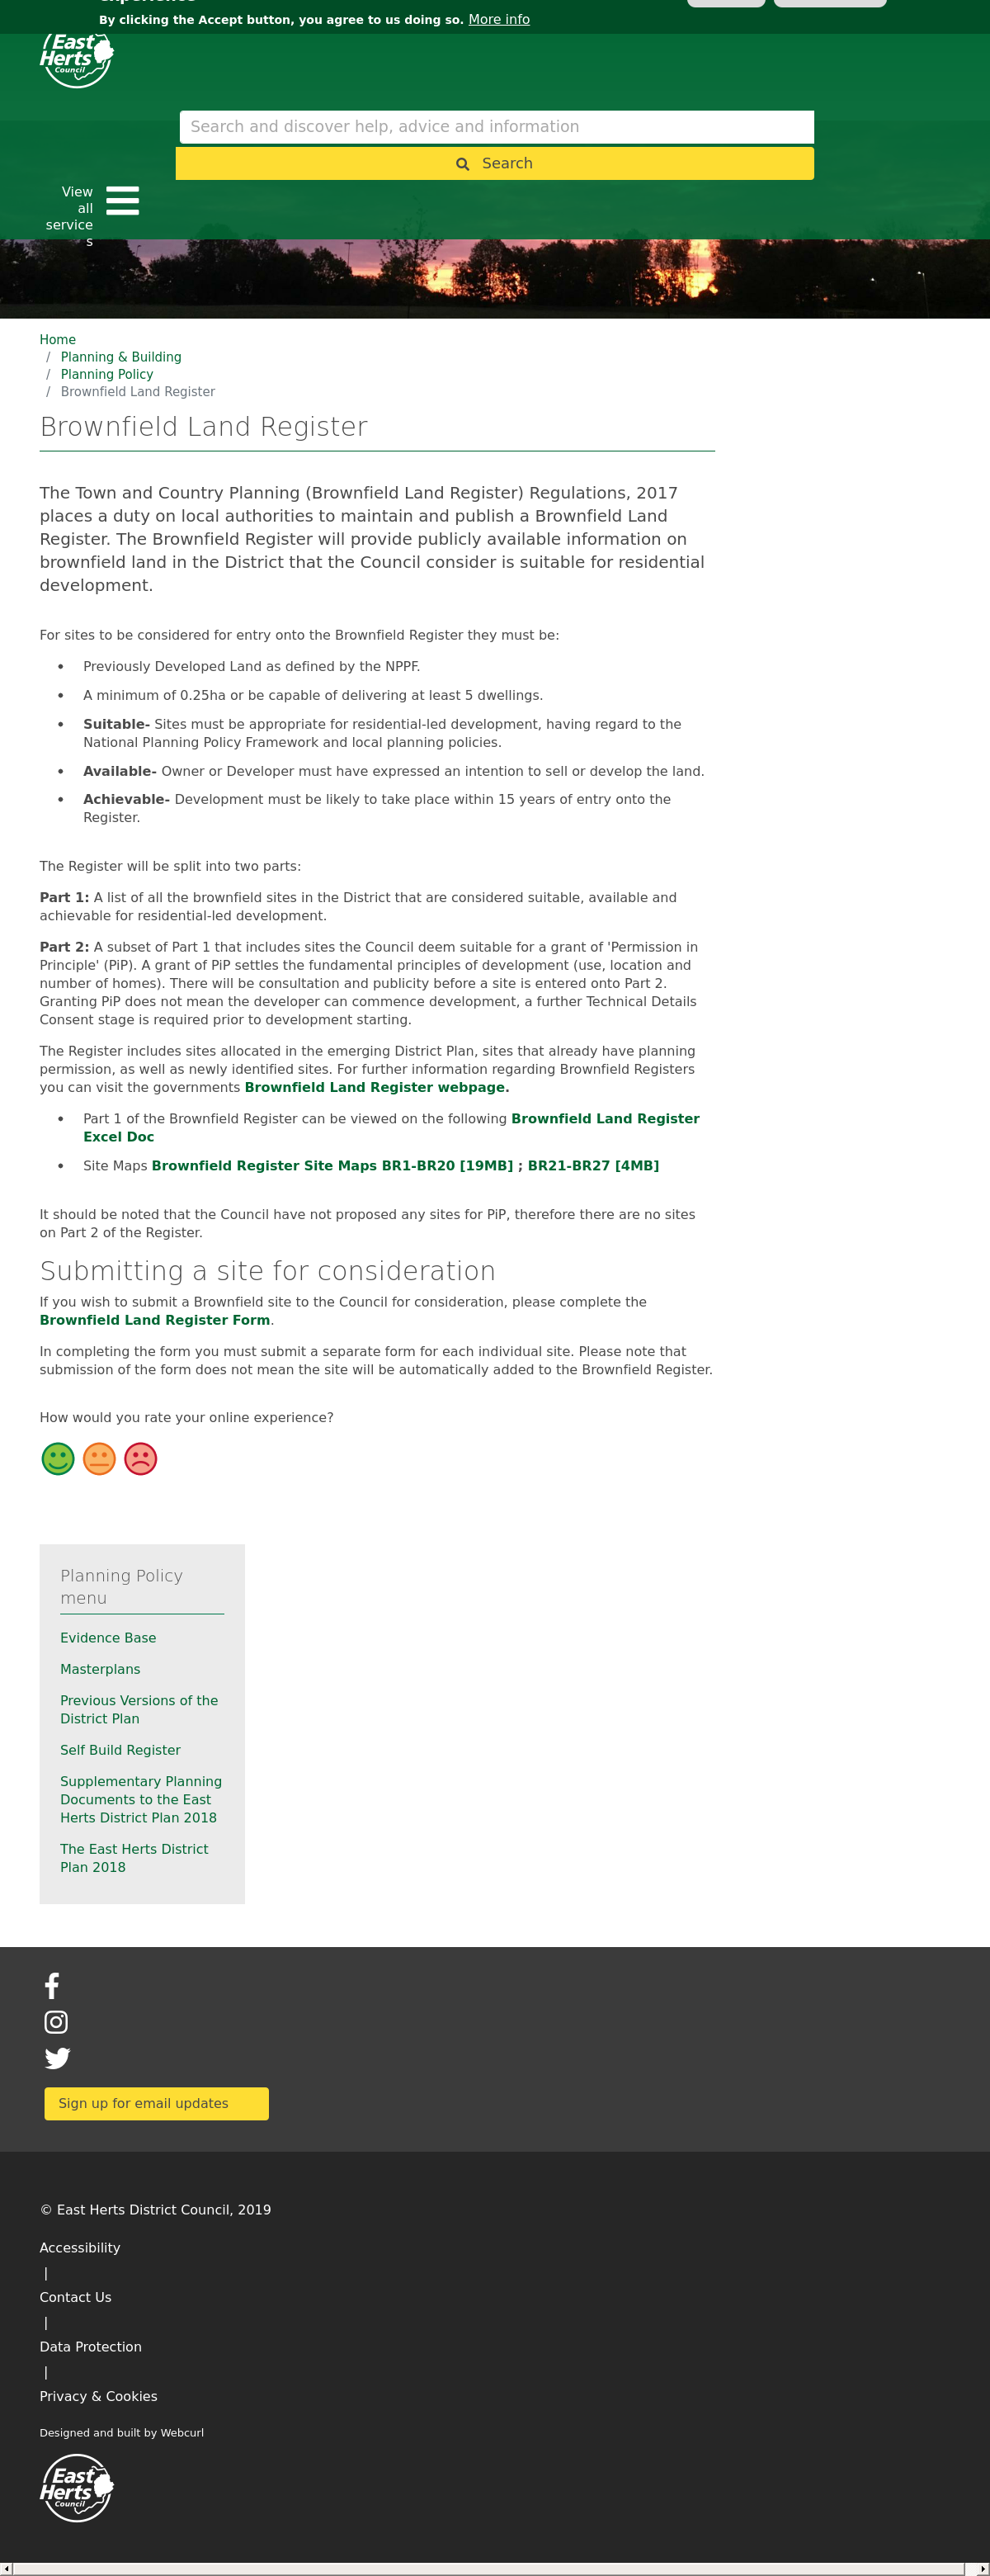 By clicking the Accept button, you agree to us doing so. More info
East
Herts
Council
Search and discover help, advice and information
Search
View
all
service
s
Home
/ Planning & Building
/ Planning Policy
/ Brownfield Land Register
Brownfield Land Register
The Town and Country Planning (Brownfield Land Register) Regulations, 2017
places a duty on local authorities to maintain and publish a Brownfield Land
Register. The Brownfield Register will provide publicly available information on
brownfield land in the District that the Council consider is suitable for residential
development.
For sites to be considered for entry onto the Brownfield Register they must be:
• Previously Developed Land as defined by the NPPF.
• A minimum of 0.25ha or be capable of delivering at least 5 dwellings.
• Suitable- Sites must be appropriate for residential-led development, having regard to the
National Planning Policy Framework and local planning policies.
• Available- Owner or Developer must have expressed an intention to sell or develop the land.
• Achievable- Development must be likely to take place within 15 years of entry onto the
Register.
The Register will be split into two parts:
Part 1: A list of all the brownfield sites in the District that are considered suitable, available and
achievable for residential-led development.
Part 2: A subset of Part 1 that includes sites the Council deem suitable for a grant of 'Permission in
Principle' (PiP). A grant of PiP settles the fundamental principles of development (use, location and
number of homes). There will be consultation and publicity before a site is entered onto Part 2.
Granting PiP does not mean the developer can commence development, a further Technical Details
Consent stage is required prior to development starting.
The Register includes sites allocated in the emerging District Plan, sites that already have planning
permission, as well as newly identified sites. For further information regarding Brownfield Registers
you can visit the governments Brownfield Land Register webpage.
• Part 1 of the Brownfield Register can be viewed on the following Brownfield Land Register
Excel Doc
• Site Maps Brownfield Register Site Maps BR1-BR20 [19MB] ; BR21-BR27 [4MB]
It should be noted that the Council have not proposed any sites for PiP, therefore there are no sites
on Part 2 of the Register.
Submitting a site for consideration
If you wish to submit a Brownfield site to the Council for consideration, please complete the
Brownfield Land Register Form.
In completing the form you must submit a separate form for each individual site. Please note that
submission of the form does not mean the site will be automatically added to the Brownfield Register.
How would you rate your online experience?
Planning Policy
menu
Evidence Base
Masterplans
Previous Versions of the
District Plan
Self Build Register
Supplementary Planning
Documents to the East
Herts District Plan 2018
The East Herts District
Plan 2018
Sign up for email updates
© East Herts District Council, 2019
Accessibility
|
Contact Us
|
Data Protection
|
Privacy & Cookies
Designed and built by Webcurl
East
Herts
Council